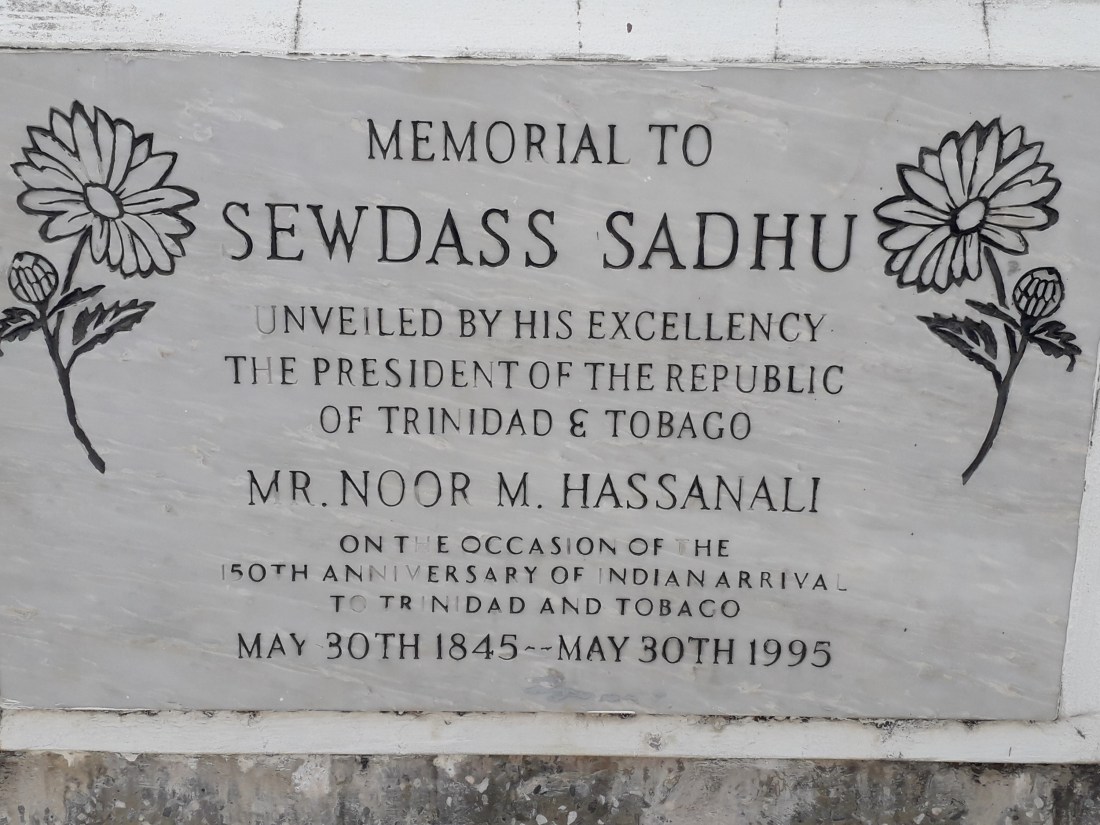 MEMORIAL TO
SEWDASS SADHU
UNVEILED BY HIS EXCELLENCY
THE PRESIDENT OF THE REPUBLIC
OF TRINIDAD & TOBAGO
MR. NOOR M. HASSANALI
ON THE OCCASION OF THE
150TH ANNIVERSARY OF INDIAN ARRIVAL
TO TRINIDAD AND TOBAGO
MAY 30TH 1845--MAY 30TH 1995